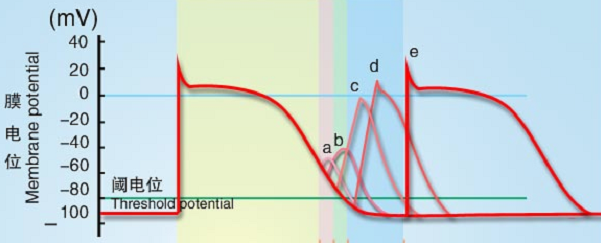 (mV)
40
20
0
−20
−40
−60
−80
— 100
膜电位
Membrane potential
阈电位
Threshold potential
a
b
c
d
e